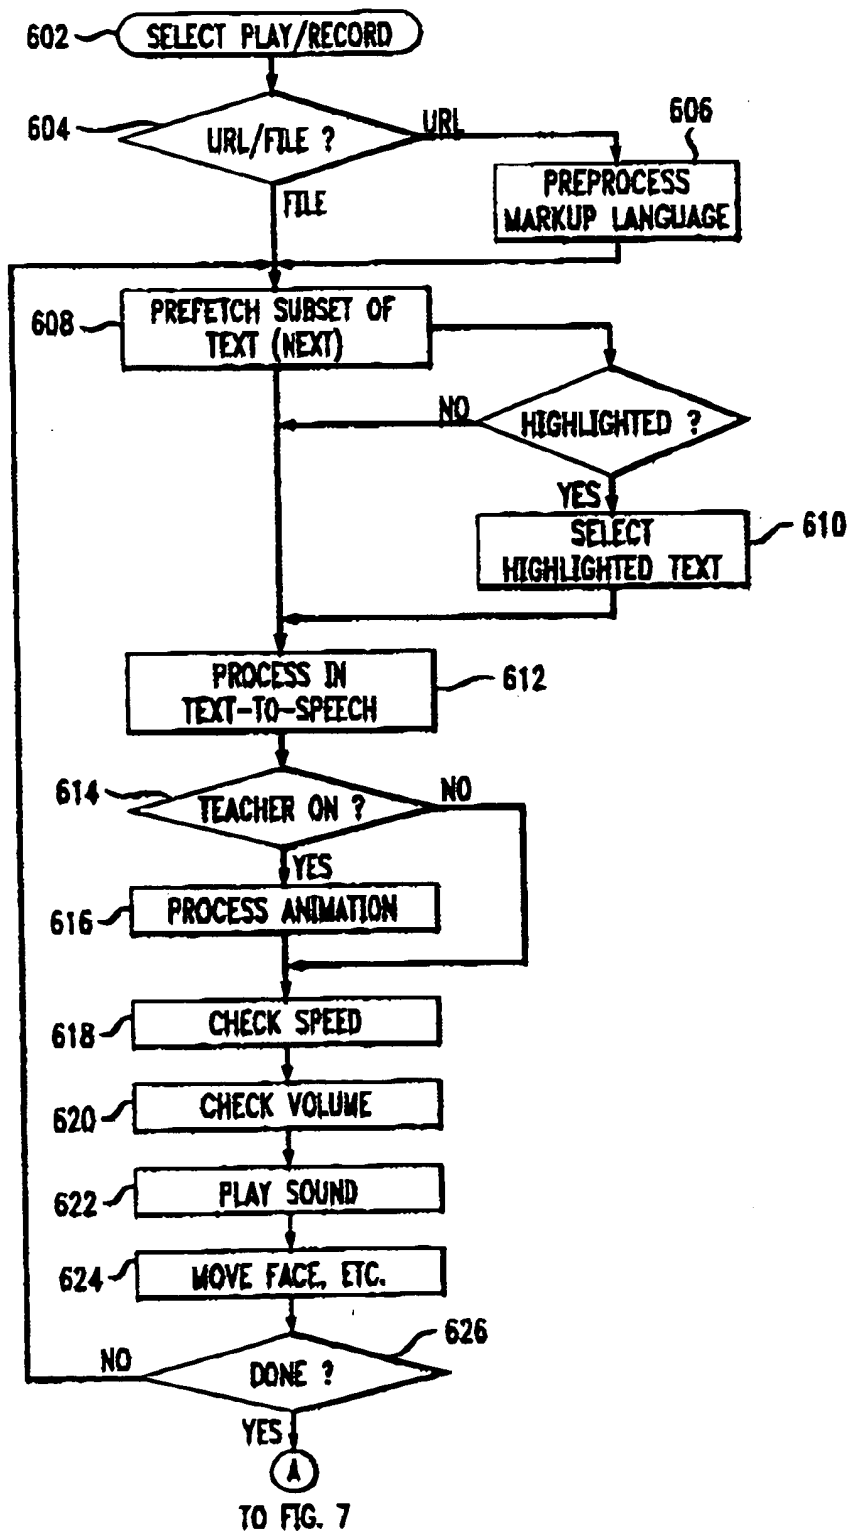 602
SELECT PLAY/RECORD
604
URL/FILE ?
URL
606
PREPROCESS
MARKUP LANGUAGE
FILE
608
PREFETCH SUBSET OF
TEXT (NEXT)
NO
HIGHLIGHTED ?
YES
610
SELECT
HIGHLIGHTED TEXT
PROCESS IN
TEXT-TO-SPEECH
612
614
TEACHER ON ?
NO
YES
616
PROCESS ANIMATION
618
CHECK SPEED
620
CHECK VOLUME
622
PLAY SOUND
624
MOVE FACE, ETC.
626
NO
DONE ?
YES
A
TO FIG. 7